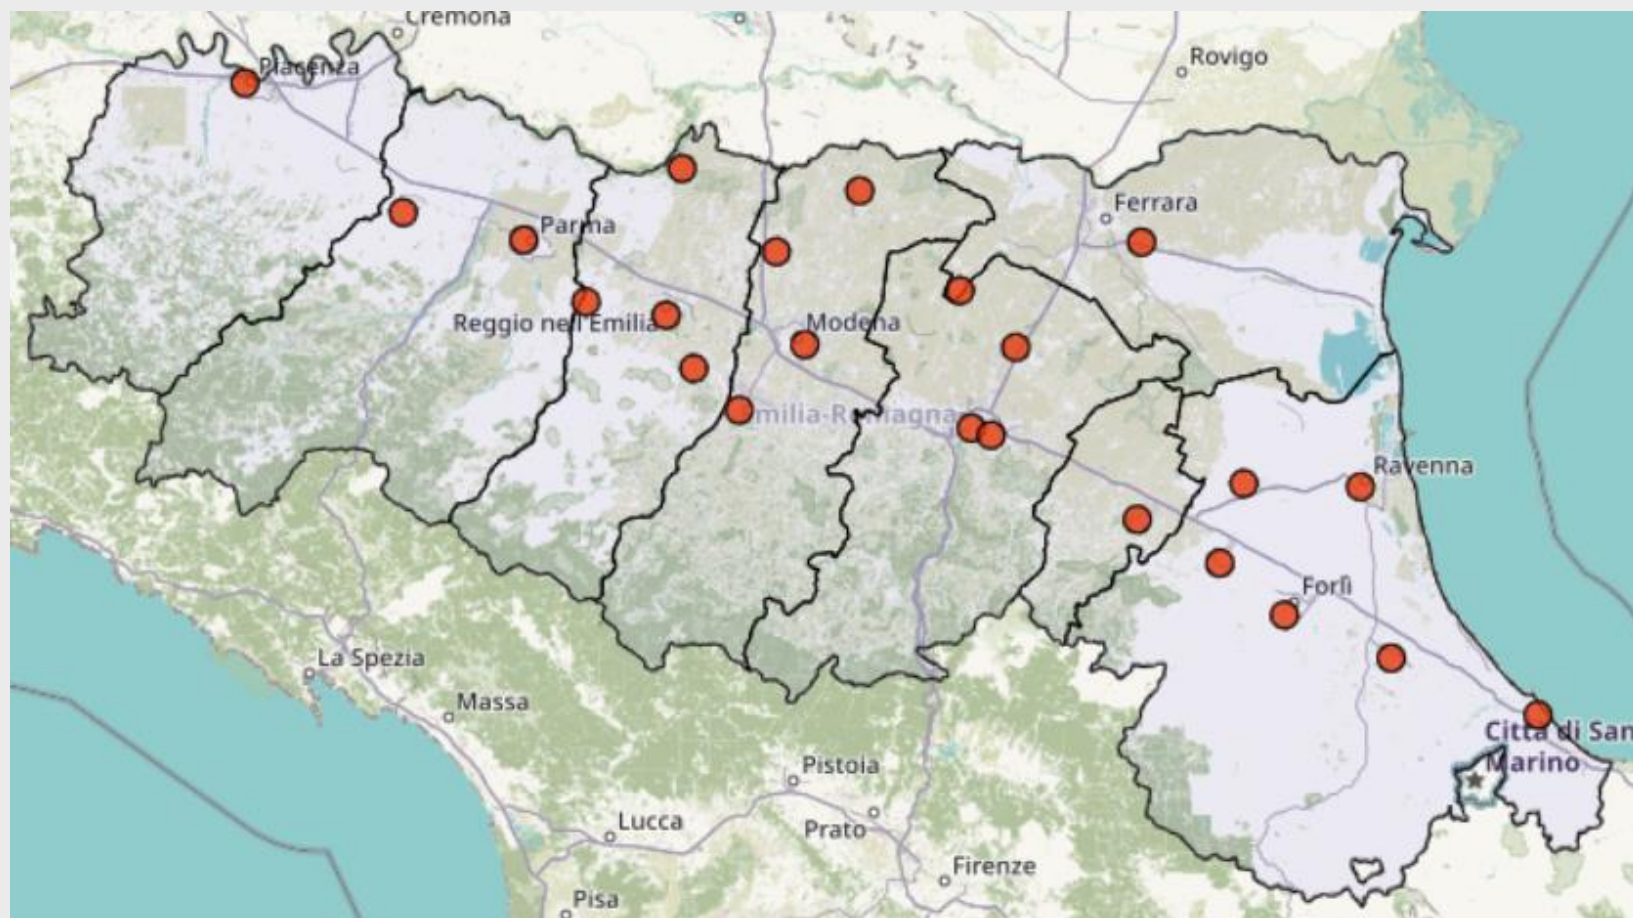 Cremona
Piacenza
Rovigo
Ferrara
Parma
Reggio nell'Emilia
Modena
Emilia-Romagna
Ravenna
Forlì
La Spezia
Massa
Città di San
Marino
Pistoia
Lucca
Prato
Firenze
Pisa